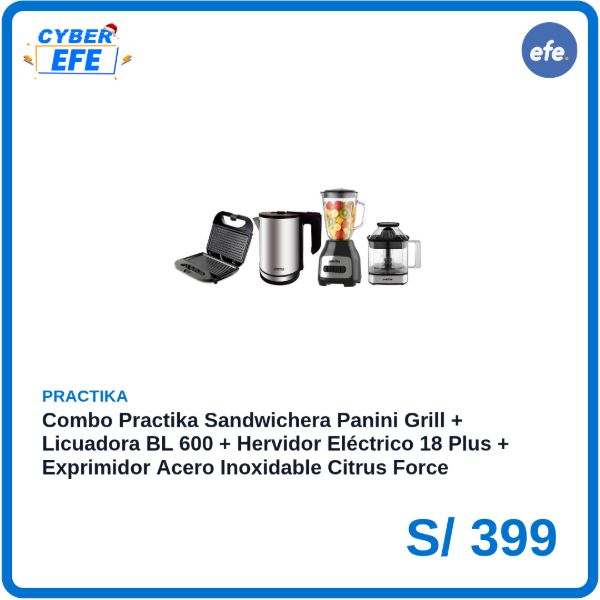 CYBER
EFE
efe.
PRACTIKA
Combo Practika Sandwichera Panini Grill +
Licuadora BL 600 + Hervidor Eléctrico 18 Plus +
Exprimidor Acero Inoxidable Citrus Force
S/ 399